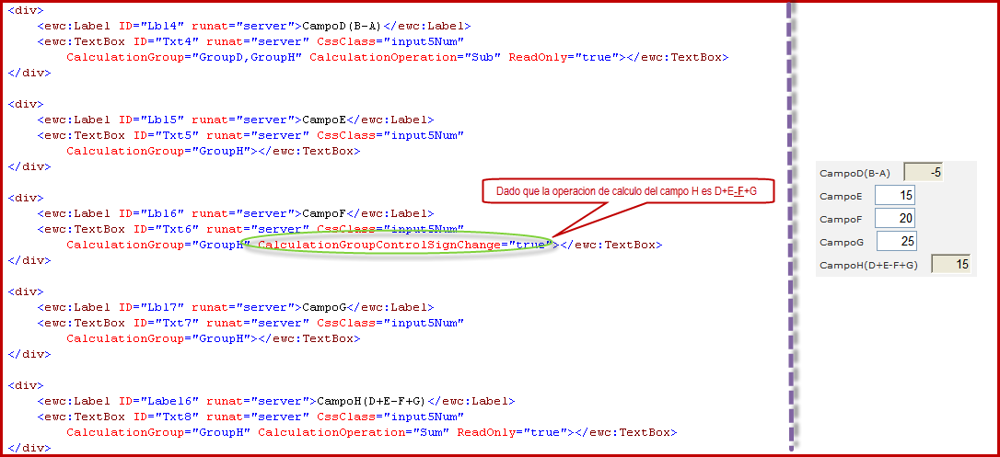 <div>
<ewc:Label ID="Lbl4" runat="server">CampoD(B-A)</ewc:Label>
<ewc:TextBox ID="Txt4" runat="server" CssClass="input5Num"
CalculationGroup="GroupD,GroupH" CalculationOperation="Sub" ReadOnly="true"></ewc:TextBox>
</div>
<div>
<ewc:Label ID="Lbl5" runat="server">CampoE</ewc:Label>
<ewc:TextBox ID="Txt5" runat="server" CssClass="input5Num"
CalculationGroup="GroupH"></ewc:TextBox>
</div>
<div>
Dado que la operacion de calculo del campo H es D+E-F+G
<ewc:Label ID="Lbl6" runat="server">CampoF</ewc:Label>
<ewc:TextBox ID="Txt6" runat="server" CssClass="input5Num"
CalculationGroup="GroupH" CalculationGroupControlSignChange="true"></ewc:TextBox>
</div>
<div>
<ewc:Label ID="Lbl7" runat="server">CampoG</ewc:Label>
<ewc:TextBox ID="Txt7" runat="server" CssClass="input5Num"
CalculationGroup="GroupH"></ewc:TextBox>
</div>
<div>
<ewc:Label ID="Label6" runat="server">CampoH(D+E-F+G)</ewc:Label>
<ewc:TextBox ID="Txt8" runat="server" CssClass="input5Num"
CalculationGroup="GroupH" CalculationOperation="Sum" ReadOnly="true"></ewc:TextBox>
</div>
CampoD(B-A) -5
CampoE 15
CampoF 20
CampoG 25
CampoH(D+E-F+G) 15